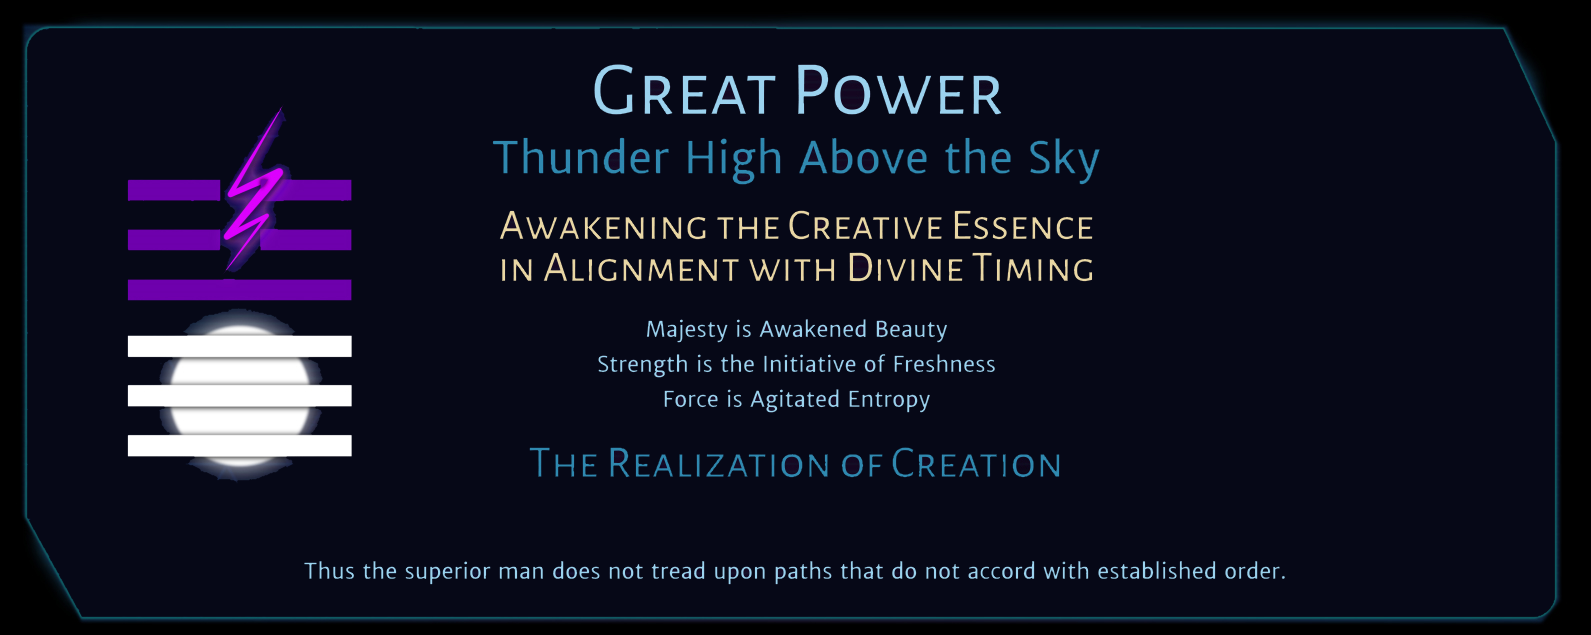 Great Power
Thunder High Above the Sky
Awakening the Creative Essence
in Alignment with Divine Timing
Majesty is Awakened Beauty
Strength is the Initiative of Freshness
Force is Agitated Entropy
The Realization of Creation
Thus the superior man does not tread upon paths that do not accord with established order.